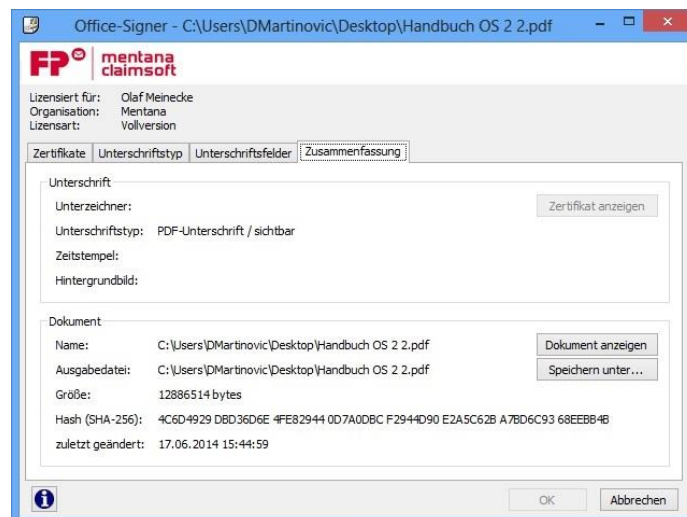 Office-Signer - C:\Users\DMartinovic\Desktop\Handbuch OS 2 2.pdf
FP mentana claimsoft
Lizensiert für: Olaf Meinecke
Organisation: Mentana
Lizensart: Vollversion
Zertifikate Unterschriftstyp Unterschriftsfelder Zusammenfassung
Unterschrift
Unterzeichner: Zertifikat anzeigen
Unterschriftstyp: PDF-Unterschrift / sichtbar
Zeitstempel:
Hintergrundbild:
Dokument
Name: C:\Users\DMartinovic\Desktop\Handbuch OS 2 2.pdf Dokument anzeigen
Ausgabedatei: C:\Users\DMartinovic\Desktop\Handbuch OS 2 2.pdf Speichern unter...
Größe: 12886514 bytes
Hash (SHA-256): 4C6D4929 DBD36D6E 4FE82944 0D7A0DBC F2944D90 E2A5C62B A7BD6C93 68EEBB4B
zuletzt geändert: 17.06.2014 15:44:59
OK Abbrechen